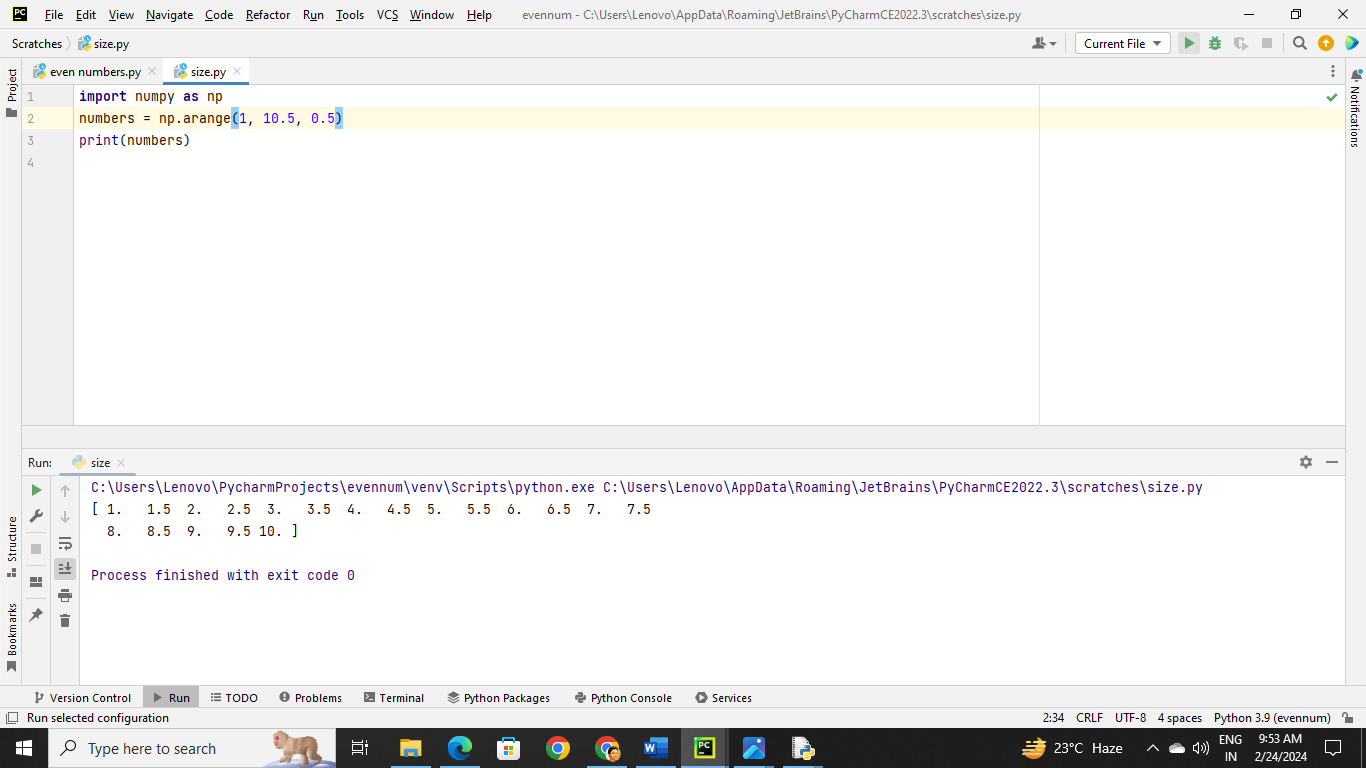 PC File Edit View Navigate Code Refactor Run Tools VCS Window Help evennum - C:\Users\Lenovo\AppData\Roaming\JetBrains\PyCharmCE2022.3\scratches\size.py
Scratches size.py Current File
Project
even numbers.py size.py
Notifications
1 import numpy as np
2 numbers = np.arange(1, 10.5, 0.5)
3 print(numbers)
4
Run: size
C:\Users\Lenovo\PycharmProjects\evennum\venv\Scripts\python.exe C:\Users\Lenovo\AppData\Roaming\JetBrains\PyCharmCE2022.3\scratches\size.py
[ 1.   1.5  2.   2.5  3.   3.5  4.   4.5  5.   5.5  6.   6.5  7.   7.5
  8.   8.5  9.   9.5 10. ]
Process finished with exit code 0
Structure
Bookmarks
Version Control Run TODO Problems Terminal Python Packages Python Console Services
Run selected configuration 2:34 CRLF UTF-8 4 spaces Python 3.9 (evennum)
Type here to search W PC 23°C Haze ENG 9:53 AM
IN 2/24/2024